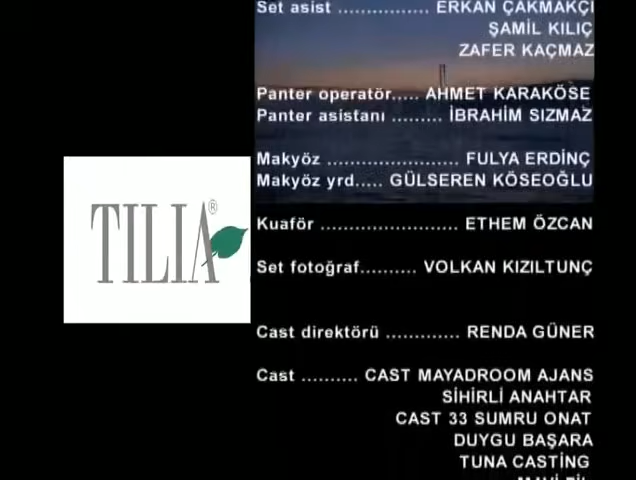 Set asist ................ ERKAN ÇAKMAKÇI
ŞAMİL KILIÇ
ZAFER KAÇMAZ
Panter operatör..... AHMET KARAKÖSE
Panter asistanı ......... İBRAHİM SIZMAZ
Makyöz ....................... FULYA ERDİNÇ
Makyöz yrd..... GÜLSEREN KÖSEOĞLU
TILIA®
Kuaför ........................ ETHEM ÖZCAN
Set fotoğraf.......... VOLKAN KIZILTUNÇ
Cast direktörü ............. RENDA GÜNER
Cast .......... CAST MAYADROOM AJANS
SİHİRLİ ANAHTAR
CAST 33 SUMRU ONAT
DUYGU BAŞARA
TUNA CASTING